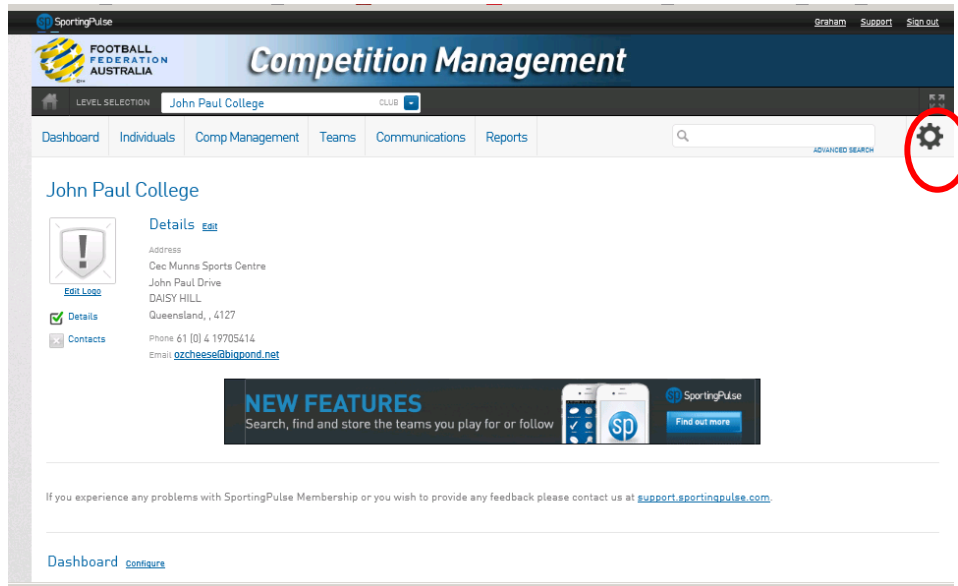 SportingPulse
Graham Support Sign out
FOOTBALL
FEDERATION
AUSTRALIA
Competition Management
LEVEL SELECTION John Paul College CLUB
Dashboard Individuals Comp Management Teams Communications Reports
ADVANCED SEARCH
John Paul College
Details Edit
Address
Cec Munns Sports Centre
John Paul Drive
DAISY HILL
Queensland, , 4127
Edit Logo
Details
Contacts
Phone 61 (0) 4 19705414
Email ozcheese@bigpond.net
NEW FEATURES
Search, find and store the teams you play for or follow
sp
sp SportingPulse
Find out more
If you experience any problems with SportingPulse Membership or you wish to provide any feedback please contact us at support.sportingpulse.com.
Dashboard Configure